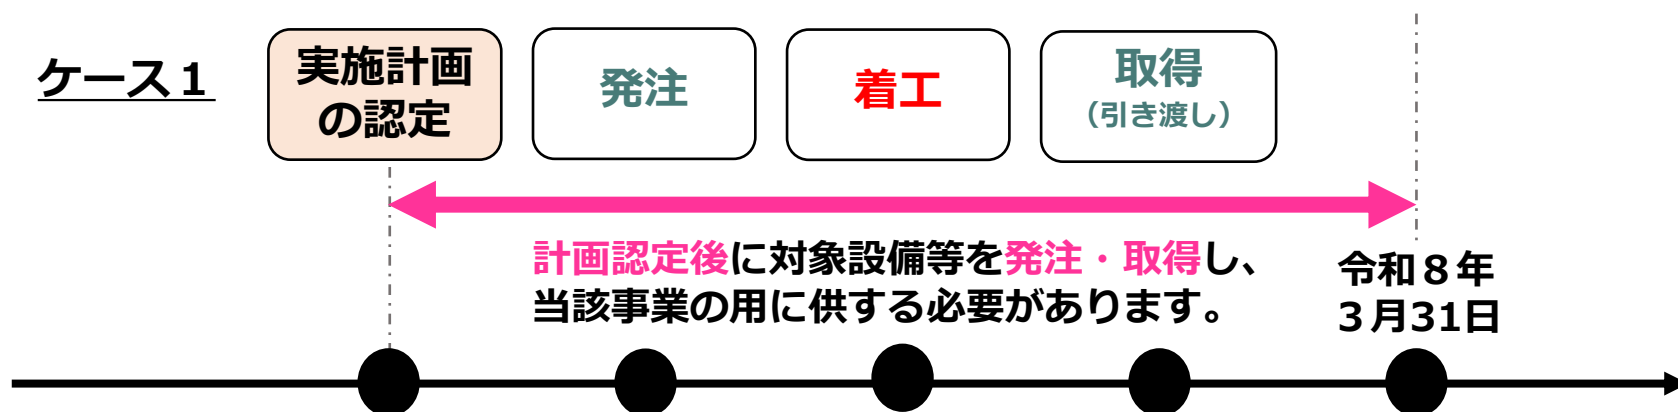 ケース１
実施計画
の認定
発注
着工
取得
（引き渡し）
計画認定後に対象設備等を発注・取得し、
当該事業の用に供する必要があります。
令和８年
３月31日